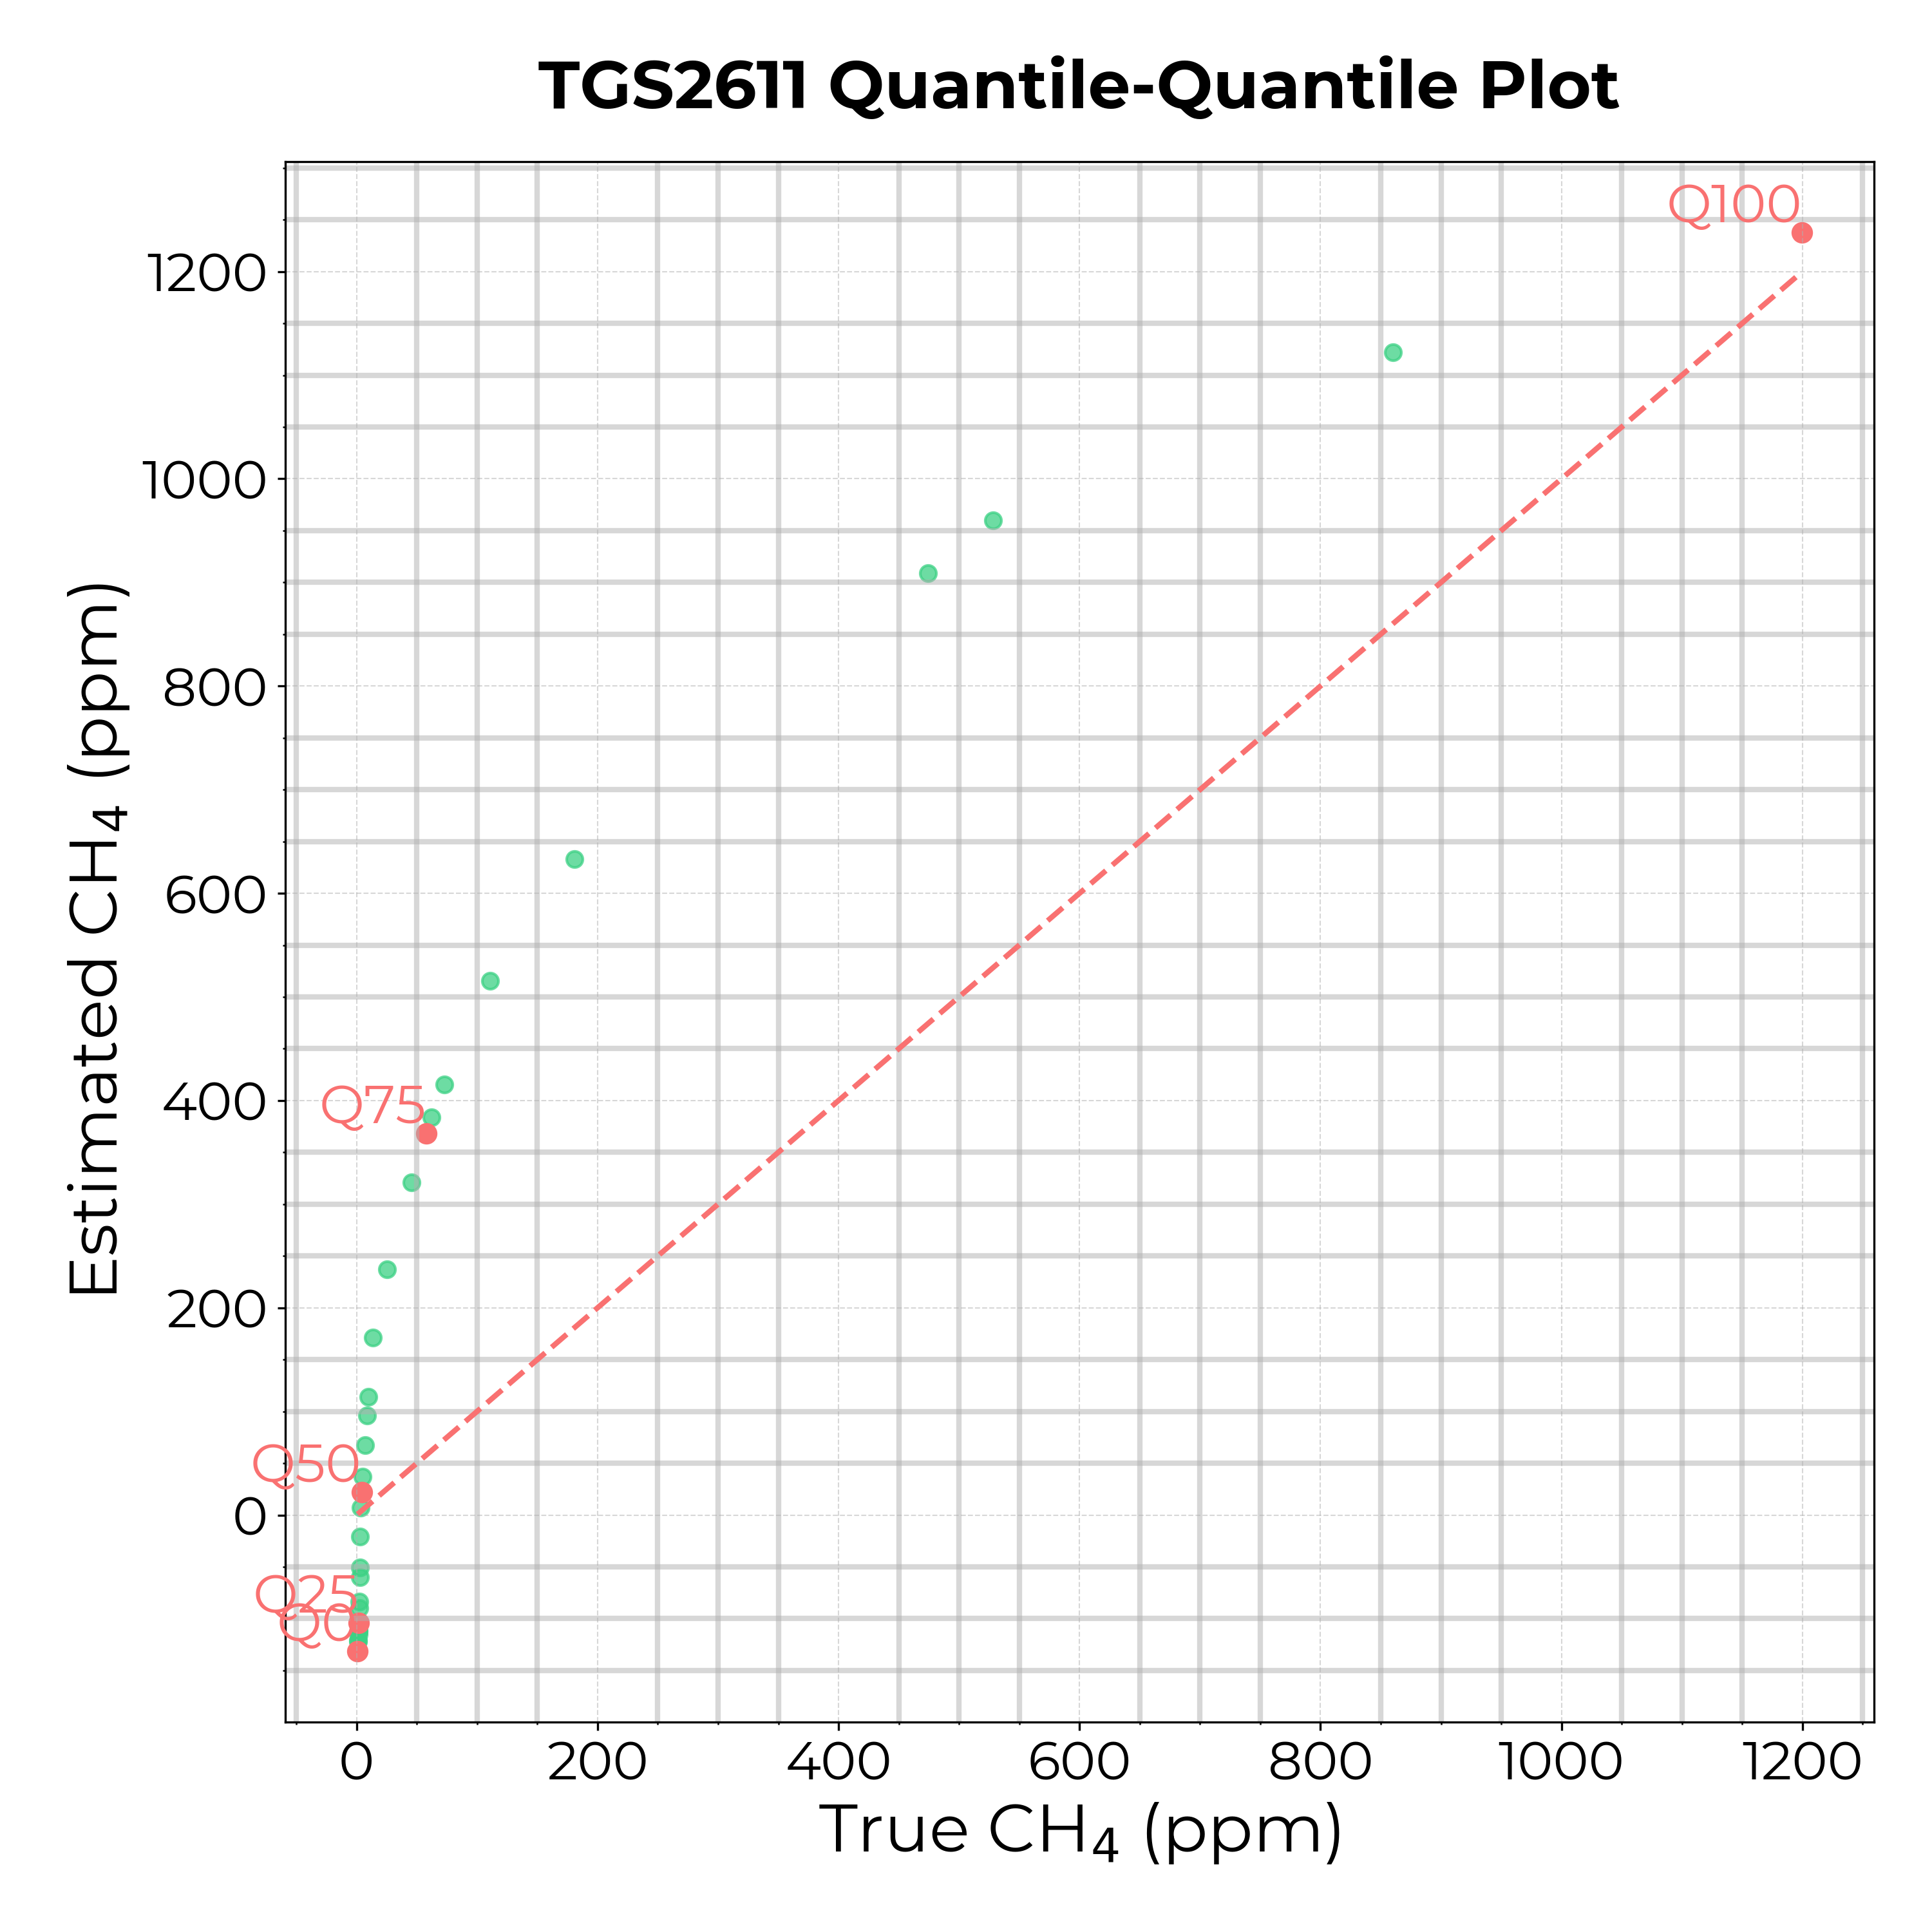 TGS2611 Quantile-Quantile Plot
Q100
1200
1000
800
600
Q75
400
200
Q50
0
Q25
Q0
Estimated CH₄ (ppm)
0 200 400 600 800 1000 1200
True CH₄ (ppm)